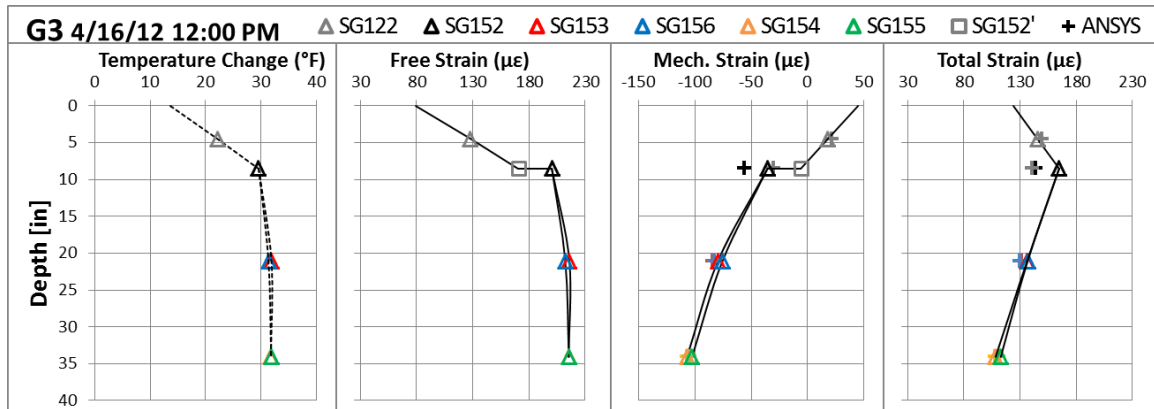 G3 4/16/12 12:00 PM SG122 SG152 SG153 SG156 SG154 SG155 SG152' ANSYS
Temperature Change (°F) Free Strain (με) Mech. Strain (με) Total Strain (με)
0 10 20 30 40 30 80 130 180 230 -150 -100 -50 0 50 30 80 130 180 230
0
5
10
15
20
25
30
35
40
Depth [in]